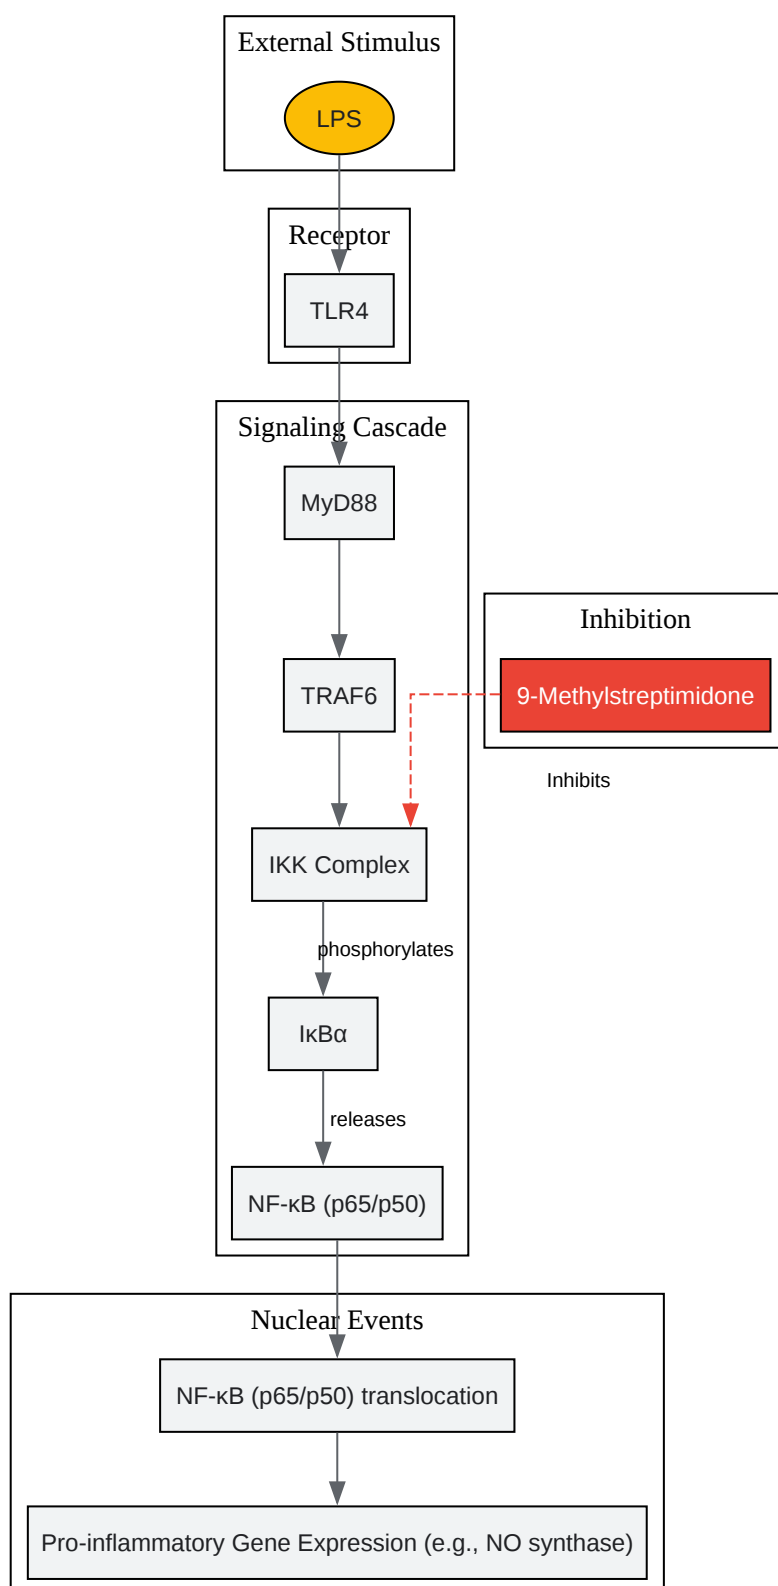 External Stimulus
LPS
Receptor
TLR4
Signaling Cascade
MyD88
Inhibition
TRAF6
9-Methylstreptimidone
Inhibits
IKK Complex
phosphorylates
IκBα
releases
NF-κB (p65/p50)
Nuclear Events
NF-κB (p65/p50) translocation
Pro-inflammatory Gene Expression (e.g., NO synthase)